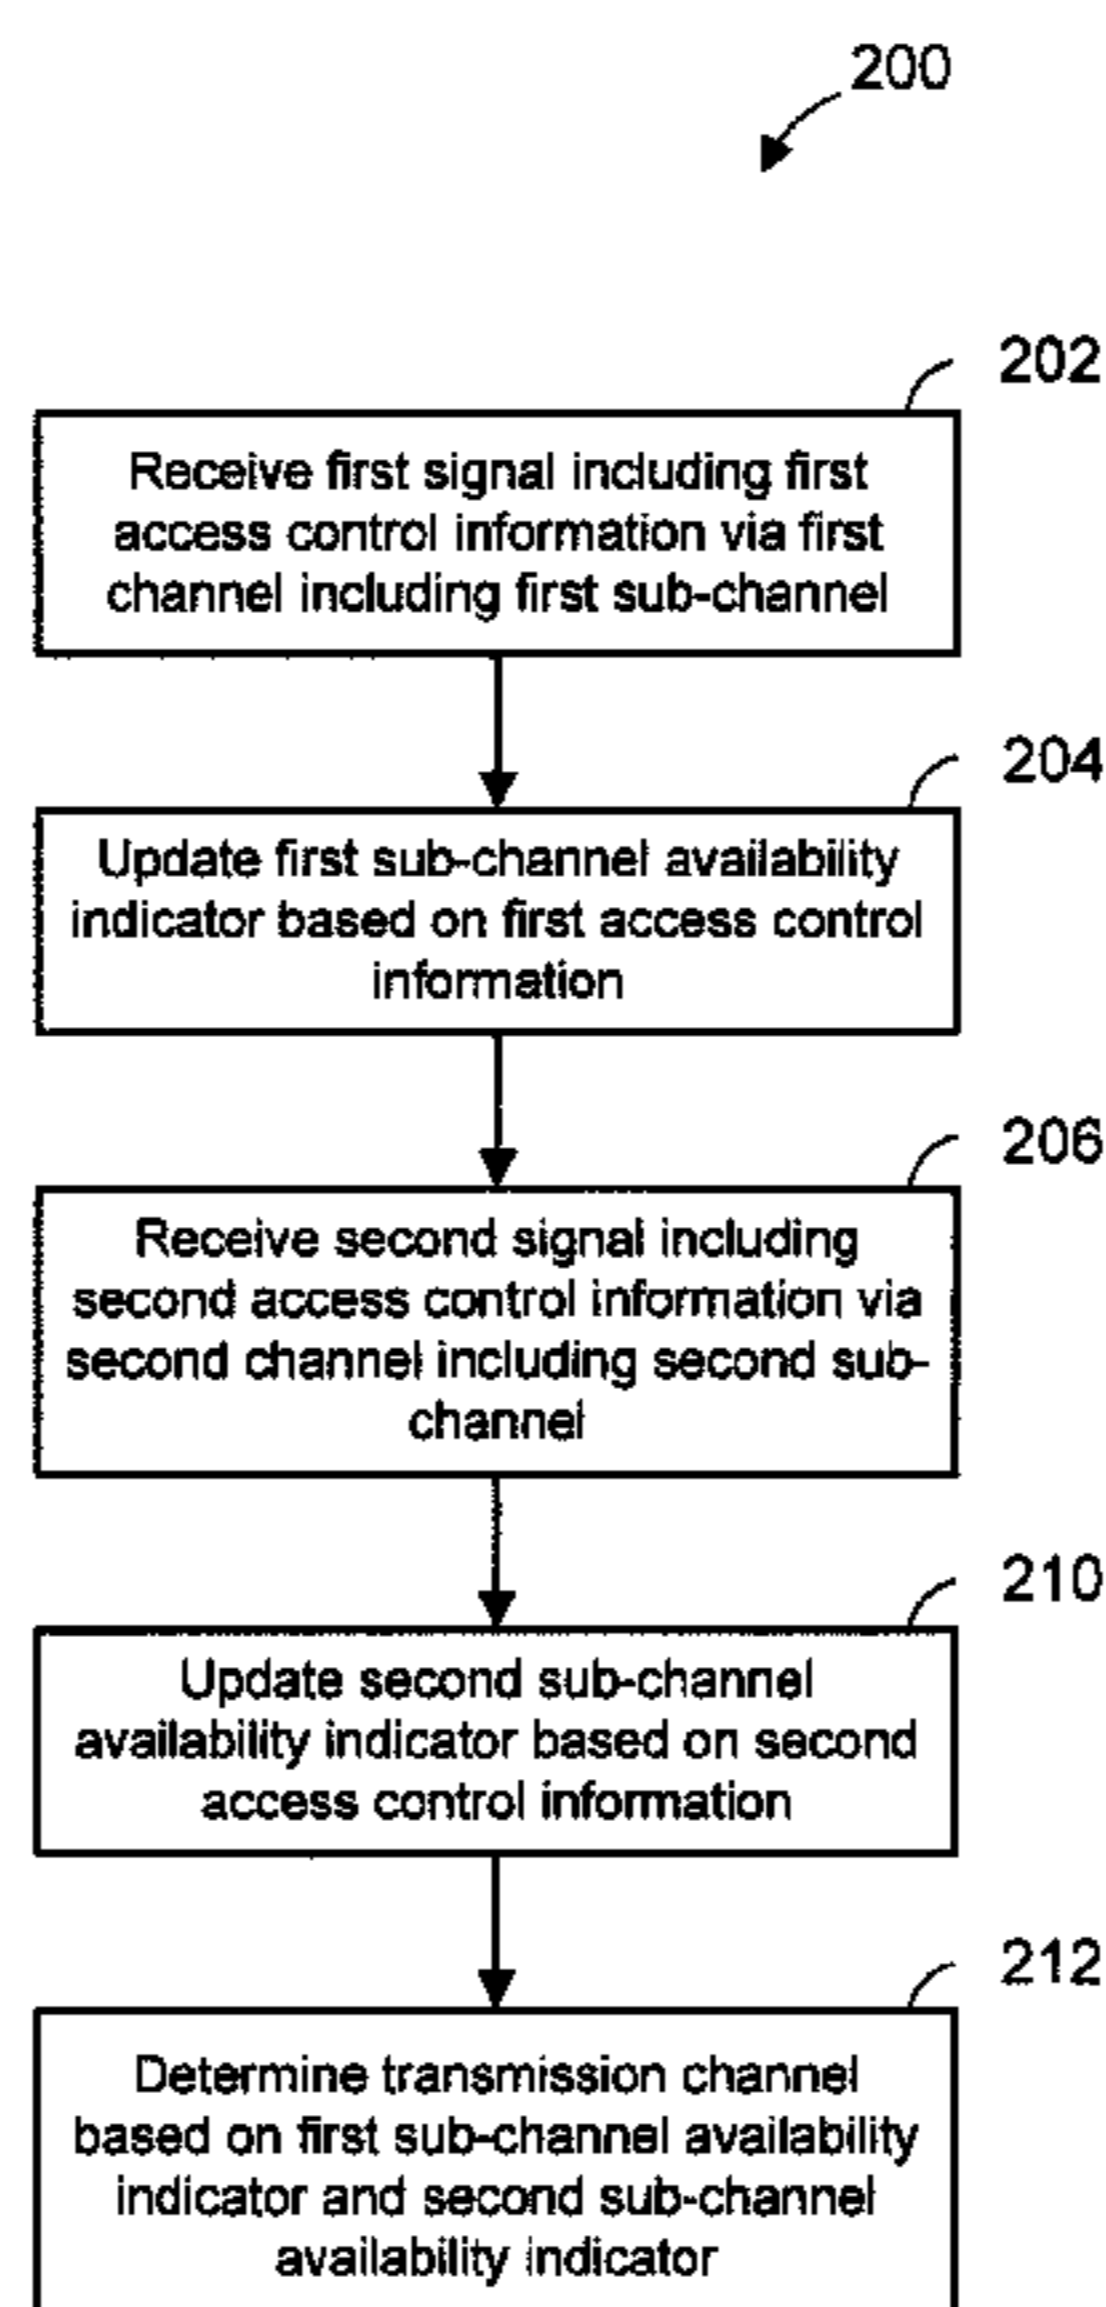 200
202
Receive first signal including first
access control information via first
channel including first sub-channel
204
Update first sub-channel availability
indicator based on first access control
information
206
Receive second signal including
second access control information via
second channel including second sub-
channel
210
Update second sub-channel
availability indicator based on second
access control information
212
Determine transmission channel
based on first sub-channel availability
indicator and second sub-channel
availability indicator